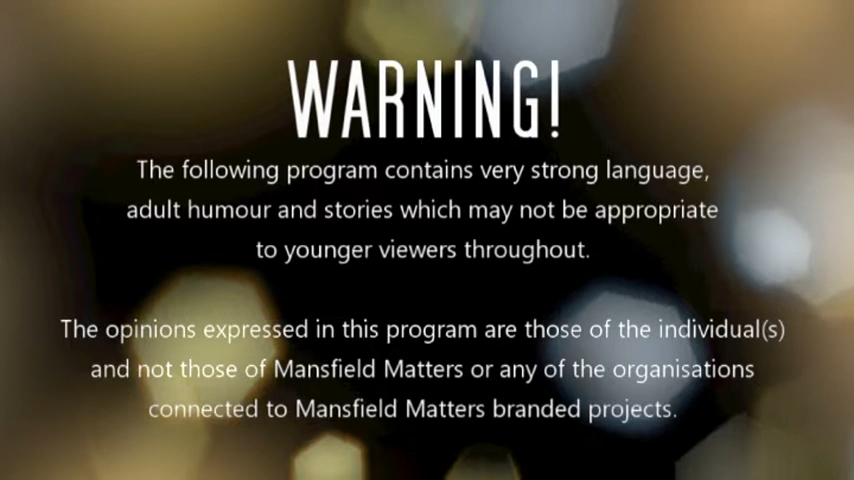 WARNING!
The following program contains very strong language,
adult humour and stories which may not be appropriate
to younger viewers throughout.
The opinions expressed in this program are those of the individual(s)
and not those of Mansfield Matters or any of the organisations
connected to Mansfield Matters branded projects.